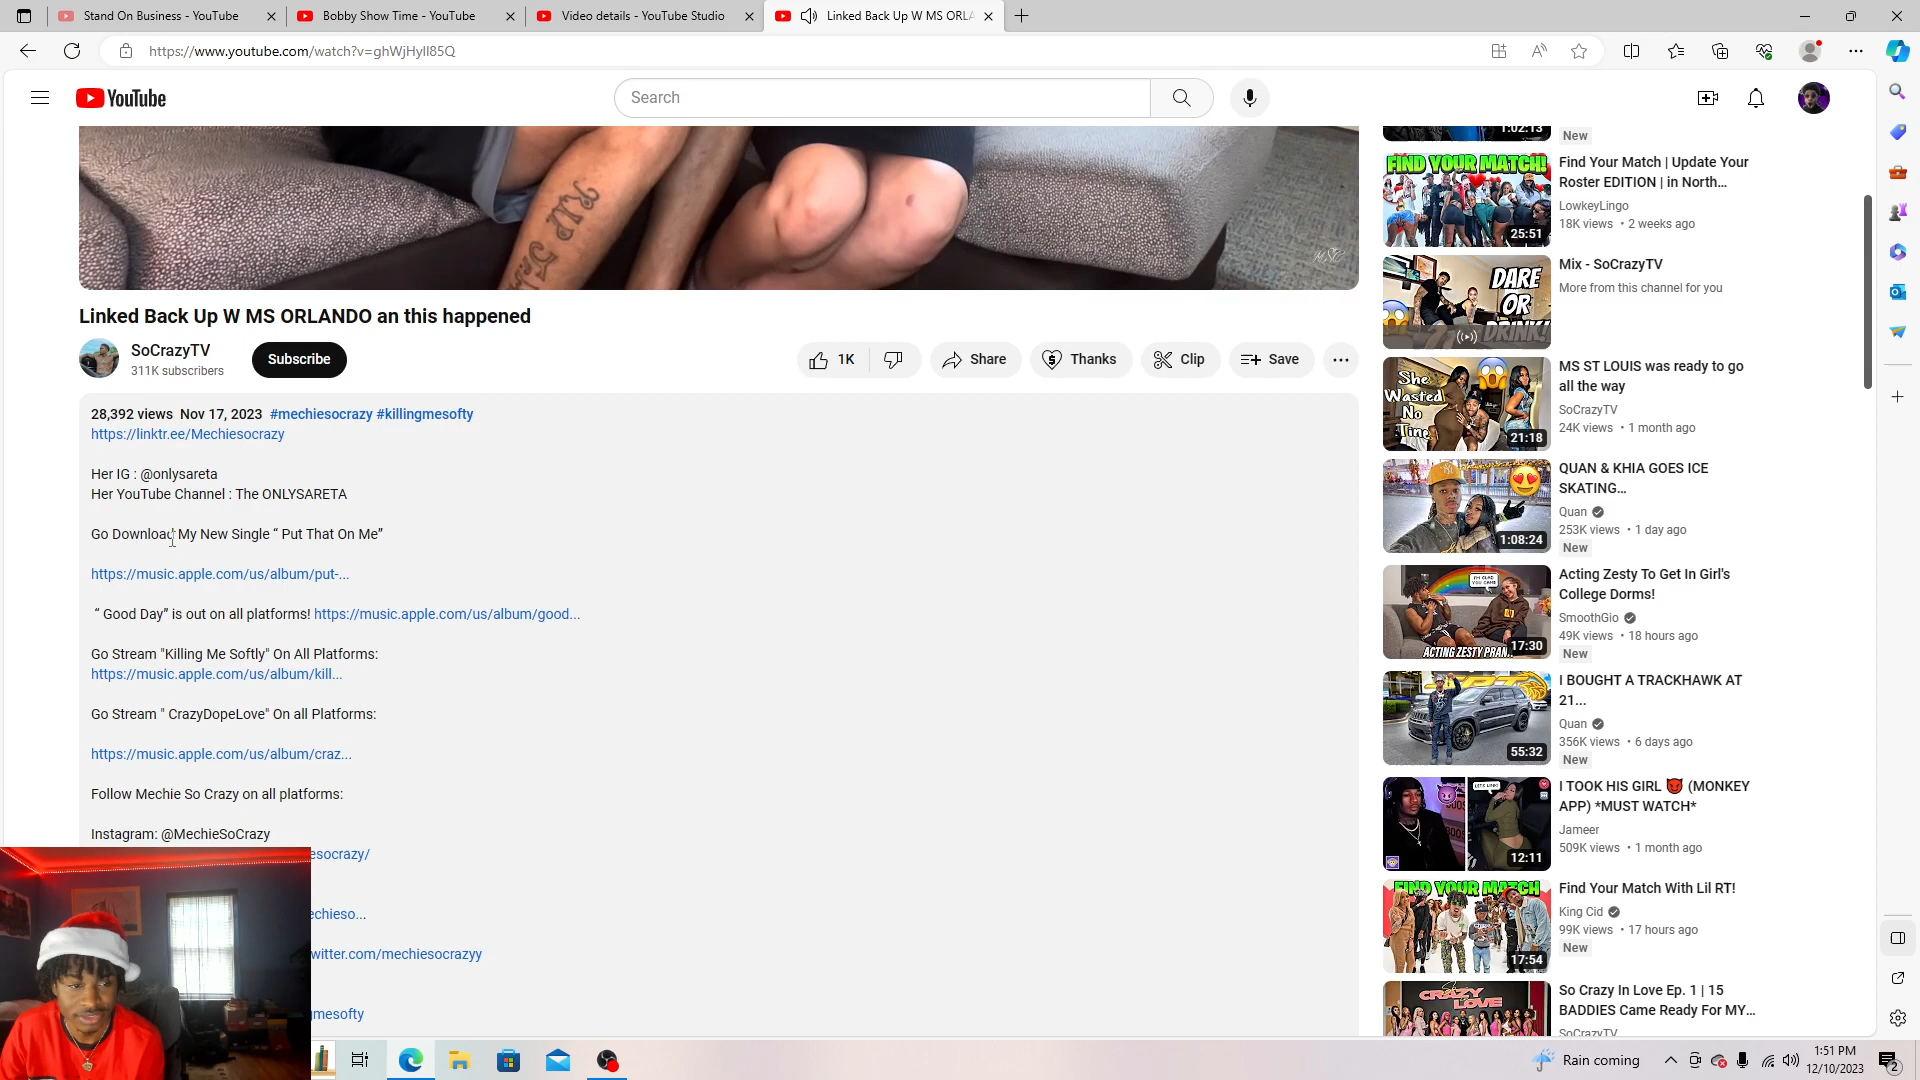 Stand On Business - YouTube
Bobby Show Time - YouTube
Video details - YouTube Studio
Linked Back Up W MS ORLA
https://www.youtube.com/watch?v=ghWjHyll85Q
YouTube
Search
RIP
Linked Back Up W MS ORLANDO an this happened
SoCrazyTV
311K subscribers
Subscribe
1K
Share
Thanks
Clip
Save
28,392 views Nov 17, 2023 #mechiesocrazy #killingmesofty
https://linktr.ee/Mechiesocrazy
Her IG : @onlysareta
Her YouTube Channel : The ONLYSARETA
Go Download My New Single “ Put That On Me”
https://music.apple.com/us/album/put-...
“ Good Day” is out on all platforms! https://music.apple.com/us/album/good...
Go Stream "Killing Me Softly" On All Platforms:
https://music.apple.com/us/album/kill...
Go Stream " CrazyDopeLove" On all Platforms:
https://music.apple.com/us/album/craz...
Follow Mechie So Crazy on all platforms:
Instagram: @MechieSoCrazy
esocrazy/
echieso...
witter.com/mechiesocrazyy
gmesofty
1:02:13
New
FIND YOUR MATCH!
25:51
Find Your Match | Update Your
Roster EDITION | in North...
LowkeyLingo
18K views • 2 weeks ago
DARE
OR
DRINK!
Mix - SoCrazyTV
More from this channel for you
She
Wasted
No
Time
21:18
MS ST LOUIS was ready to go
all the way
SoCrazyTV
24K views • 1 month ago
1:08:24
QUAN & KHIA GOES ICE
SKATING...
Quan
253K views • 1 day ago
New
I'M GLAD
YOU CAME
ACTING ZESTY PRAN
17:30
Acting Zesty To Get In Girl's
College Dorms!
SmoothGio
49K views • 18 hours ago
New
55:32
I BOUGHT A TRACKHAWK AT
21...
Quan
356K views • 6 days ago
New
LET'S LINK!
12:11
I TOOK HIS GIRL 😈 (MONKEY
APP) *MUST WATCH*
Jameer
509K views • 1 month ago
FIND YOUR MATCH
17:54
Find Your Match With Lil RT!
King Cid
99K views • 17 hours ago
New
CRAZY
LOVE
So Crazy In Love Ep. 1 | 15
BADDIES Came Ready For MY...
SoCrazyTV
Rain coming
1:51 PM
12/10/2023
2